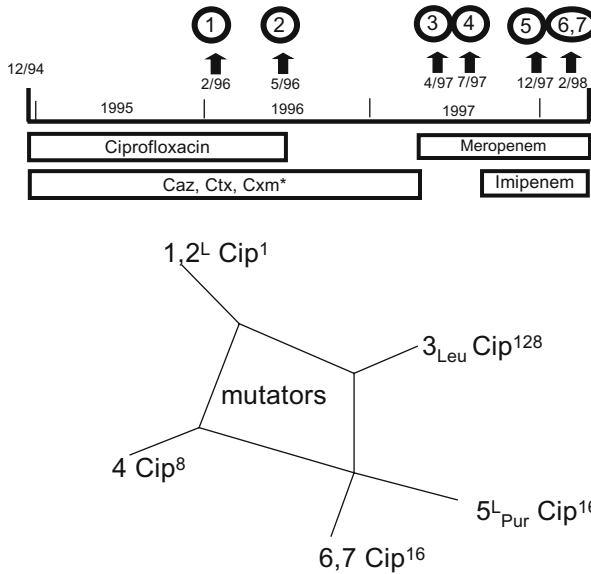 1 2 3 4 5 6,7
12/94 2/96 5/96 4/97 7/97 12/97 2/98
1995 1996 1997
Ciprofloxacin Meropenem
Caz, Ctx, Cxm* Imipenem
1,2ᴸ Cip¹
3Leu Cip¹²⁸
mutators
4 Cip⁸
5ᴸPur Cip¹⁶
6,7 Cip¹⁶